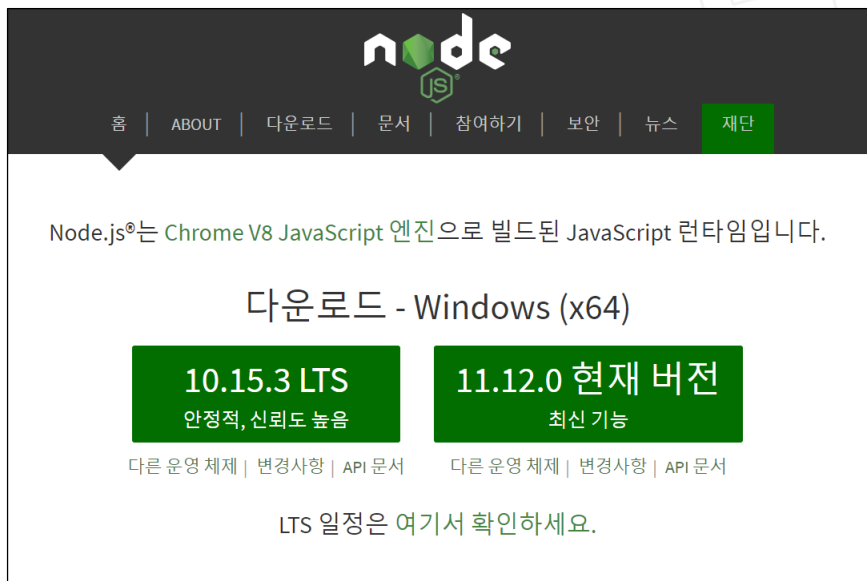 node
JS®
홈 | ABOUT | 다운로드 | 문서 | 참여하기 | 보안 | 뉴스 재단
Node.js®는 Chrome V8 JavaScript 엔진으로 빌드된 JavaScript 런타임입니다.
다운로드 - Windows (x64)
10.15.3 LTS 11.12.0 현재 버전
안정적, 신뢰도 높음 최신 기능
다른 운영 체제 | 변경사항 | API 문서 다른 운영 체제 | 변경사항 | API 문서
LTS 일정은 여기서 확인하세요.